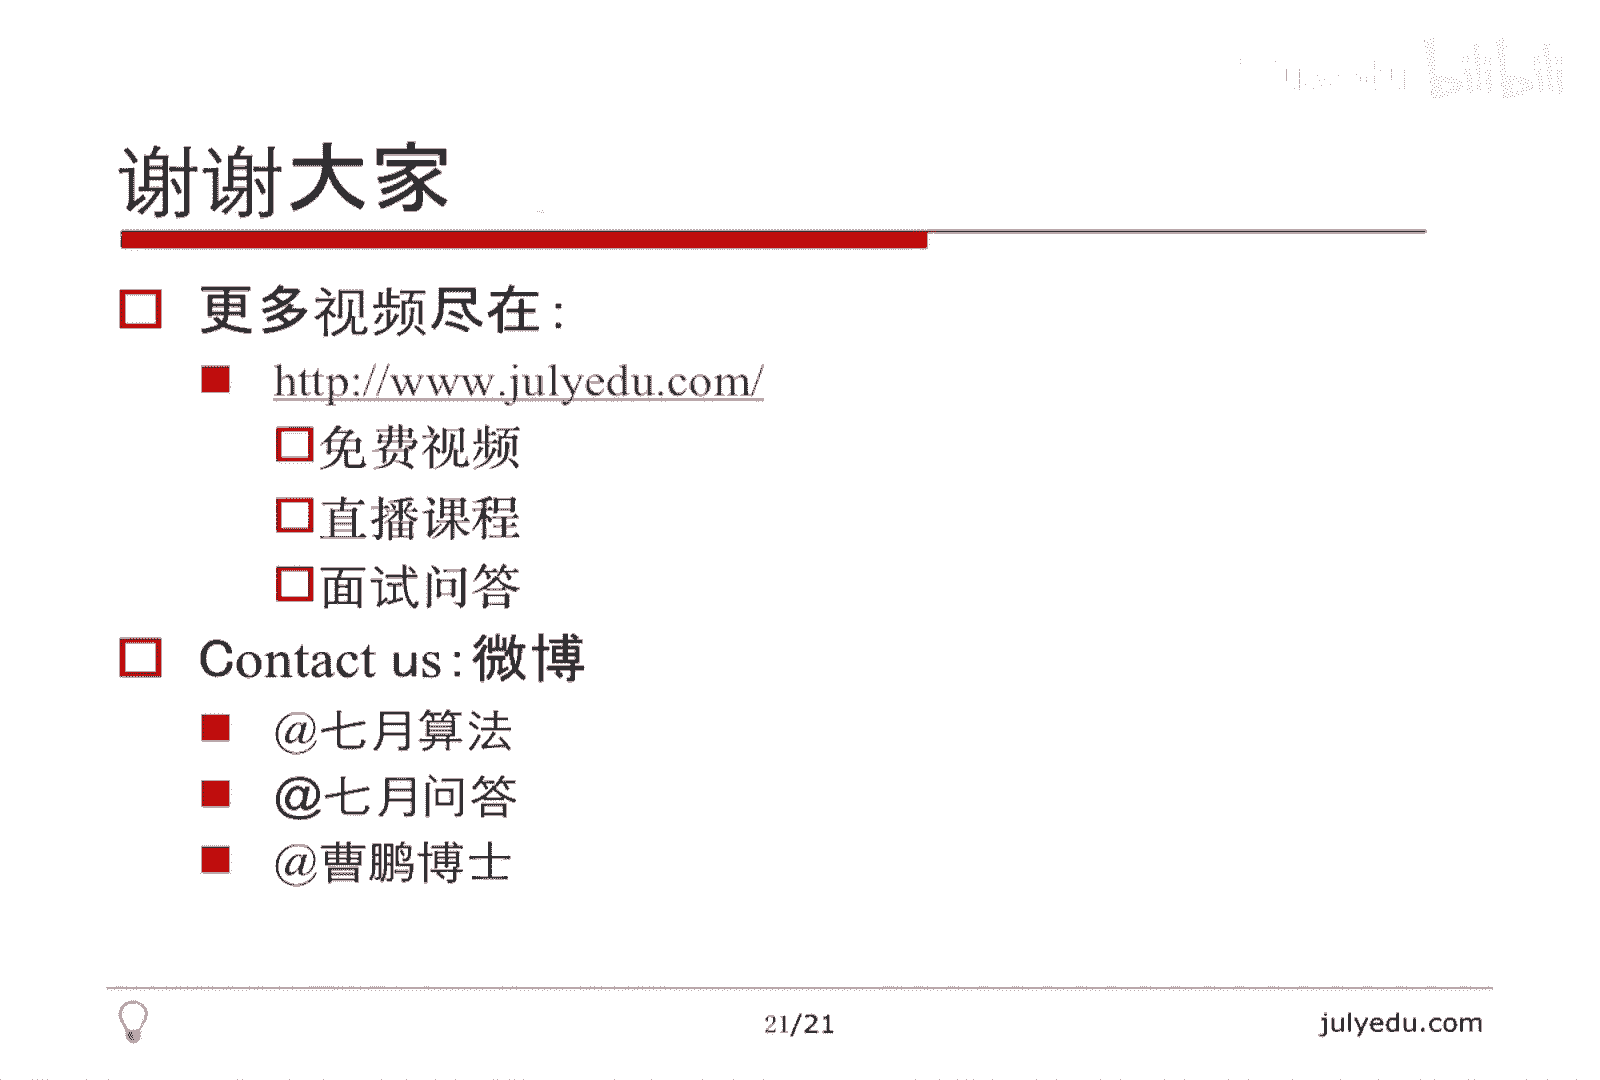 bilibili
谢谢大家
更多视频尽在:
http://www.julyedu.com/
免费视频
直播课程
面试问答
Contact us:微博
@七月算法
@七月问答
@曹鹏博士
21/21
julyedu.com